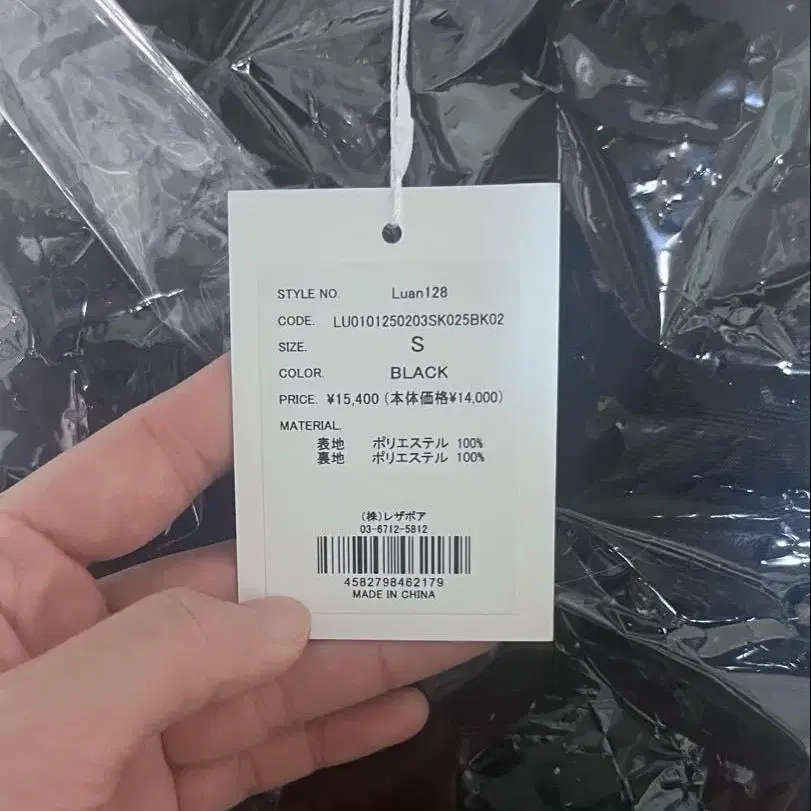 STYLE NO. Luan128
CODE. LU0101250203SK025BK02
SIZE. S
COLOR. BLACK
PRICE. ¥15,400 (本体価格¥14,000)
MATERIAL.
表地 ポリエステル 100%
裏地 ポリエステル 100%
(株)レザボア
03-6712-5812
4582798462179
MADE IN CHINA